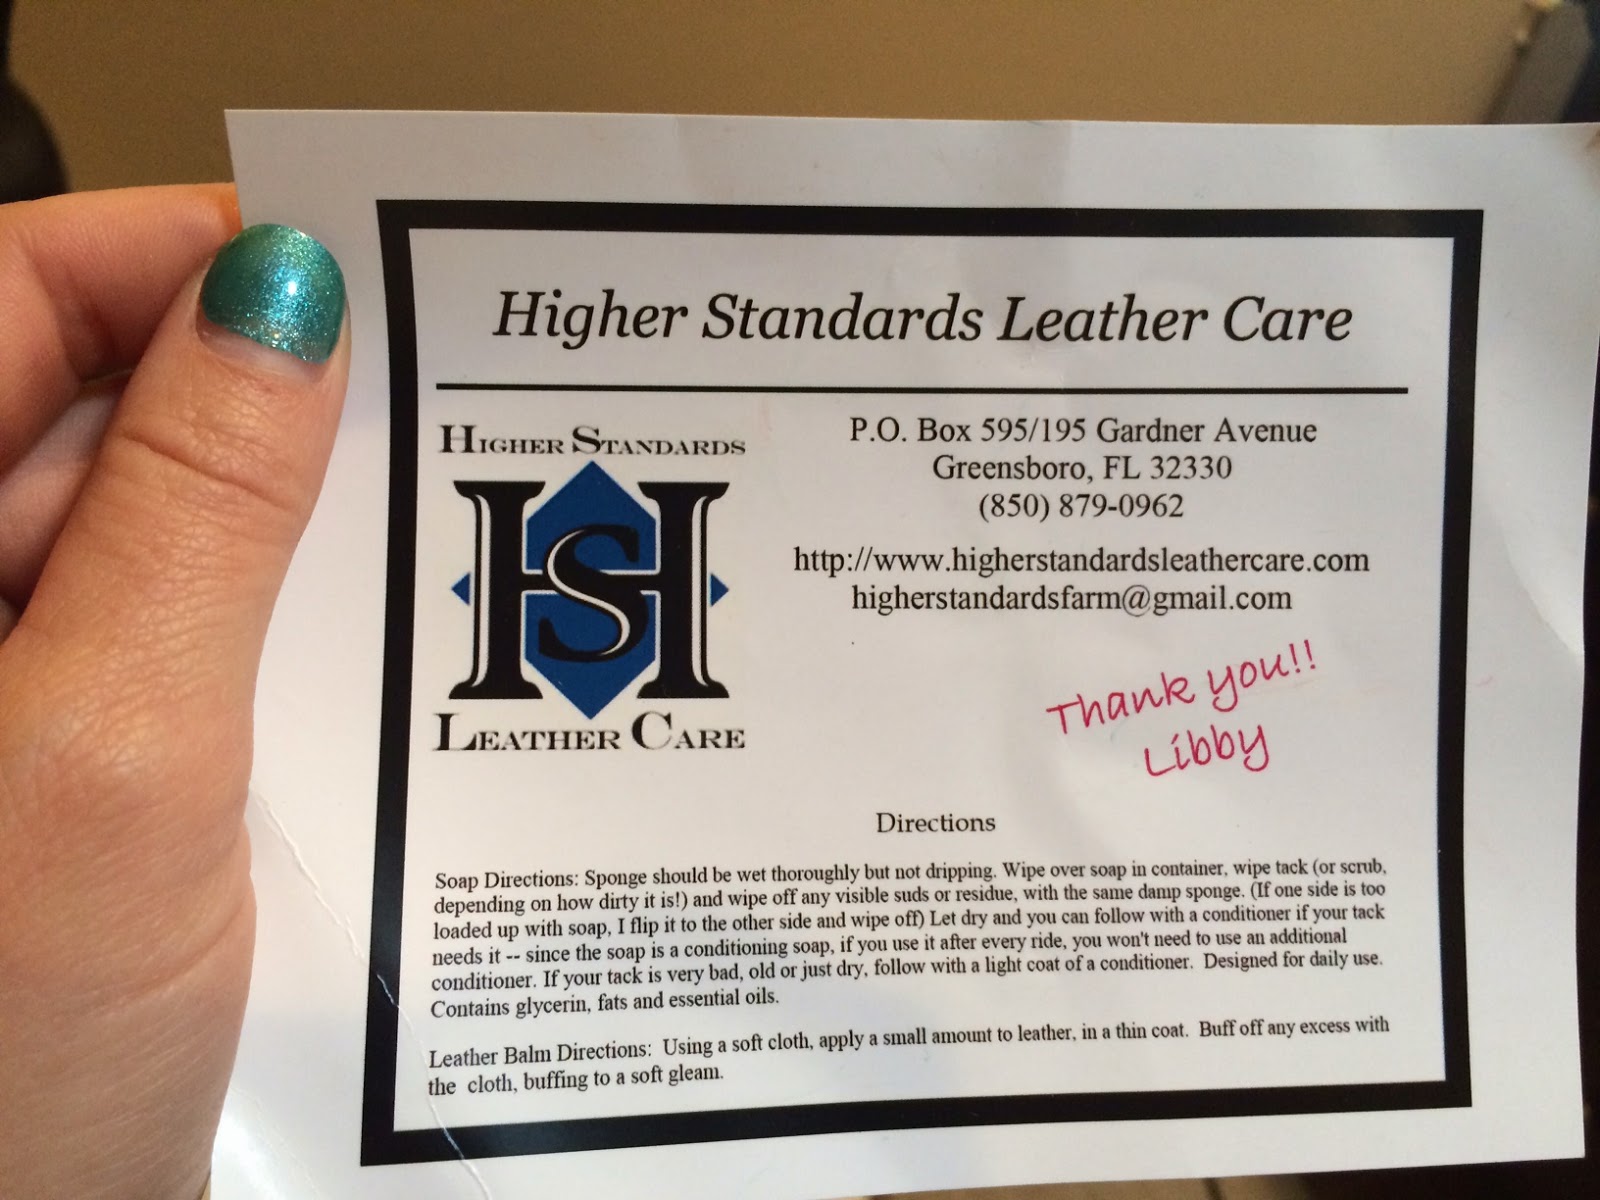 Higher Standards Leather Care
HIGHER STANDARDS
HSH
LEATHER CARE
P.O. Box 595/195 Gardner Avenue
Greensboro, FL 32330
(850) 879-0962
http://www.higherstandardsleathercare.com
higherstandardsfarm@gmail.com
Thank you!!
Libby
Directions
Soap Directions: Sponge should be wet thoroughly but not dripping. Wipe over soap in container, wipe tack (or scrub,
depending on how dirty it is!) and wipe off any visible suds or residue, with the same damp sponge. (If one side is too
loaded up with soap, I flip it to the other side and wipe off) Let dry and you can follow with a conditioner if your tack
needs it -- since the soap is a conditioning soap, if you use it after every ride, you won't need to use an additional
conditioner. If your tack is very bad, old or just dry, follow with a light coat of a conditioner. Designed for daily use.
Contains glycerin, fats and essential oils.
Leather Balm Directions: Using a soft cloth, apply a small amount to leather, in a thin coat. Buff off any excess with
the cloth, buffing to a soft gleam.